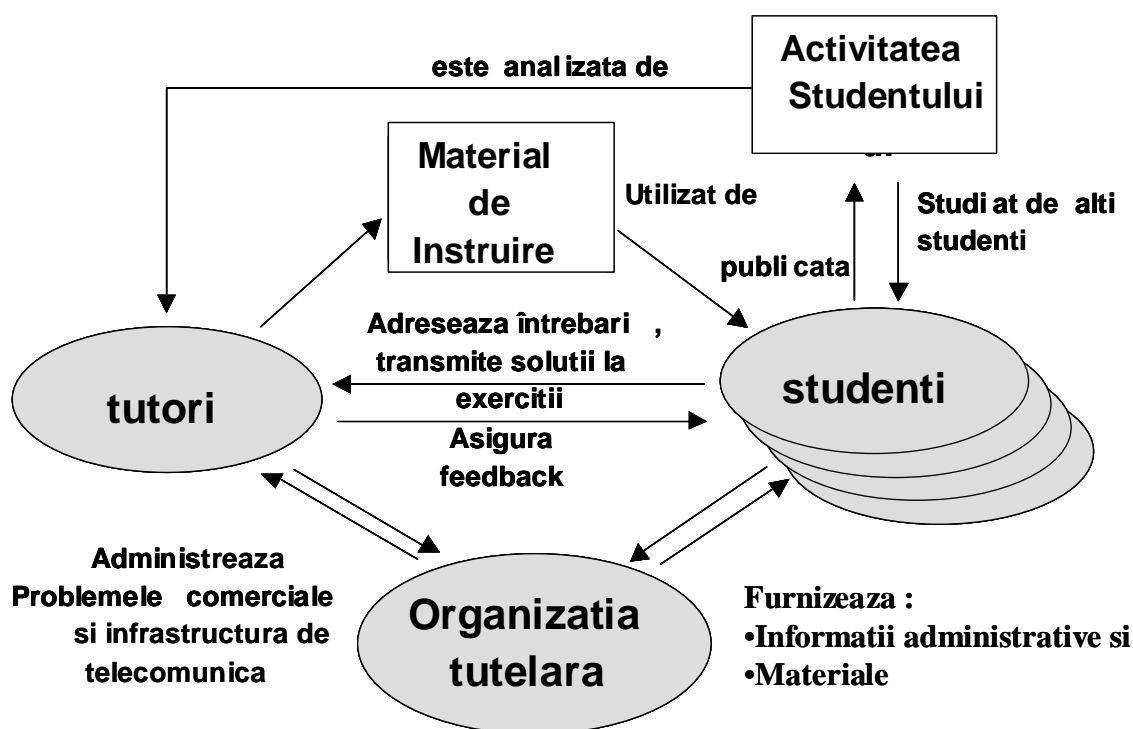 este analizata de
Activitatea
Studentului
Material
de
Instruire
Utilizat de
publicata
Studiat de alti
studenti
Adreseaza întrebari ,
transmite solutii la
exercitii
Asigura
feedback
tutori
studenti
Administreaza
Problemele comerciale
si infrastructura de
telecomunica
Organizatia
tutelara
Furnizeaza :
•Informatii administrative si
•Materiale